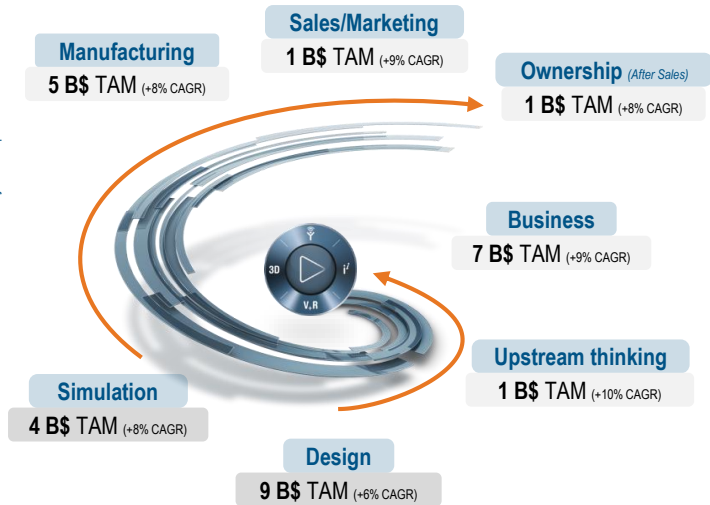 Sales/Marketing
1 B$ TAM (+9% CAGR)
Manufacturing
5 B$ TAM (+8% CAGR)
Ownership (After Sales)
1 B$ TAM (+8% CAGR)
Business
7 B$ TAM (+9% CAGR)
3D
V,R
i²
Upstream thinking
1 B$ TAM (+10% CAGR)
Simulation
4 B$ TAM (+8% CAGR)
Design
9 B$ TAM (+6% CAGR)